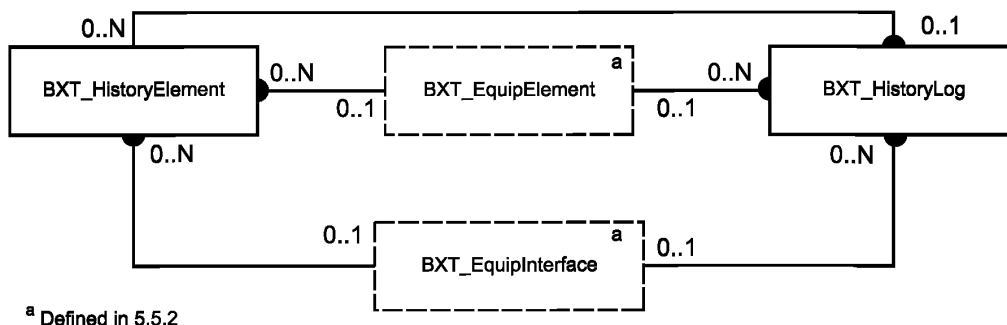 0..N 0..1
BXT_HistoryElement 0..N BXT_EquipElement a 0..N BXT_HistoryLog
0..1 0..1
0..N 0..N
0..1 BXT_EquipInterface a 0..1
a Defined in 5.5.2